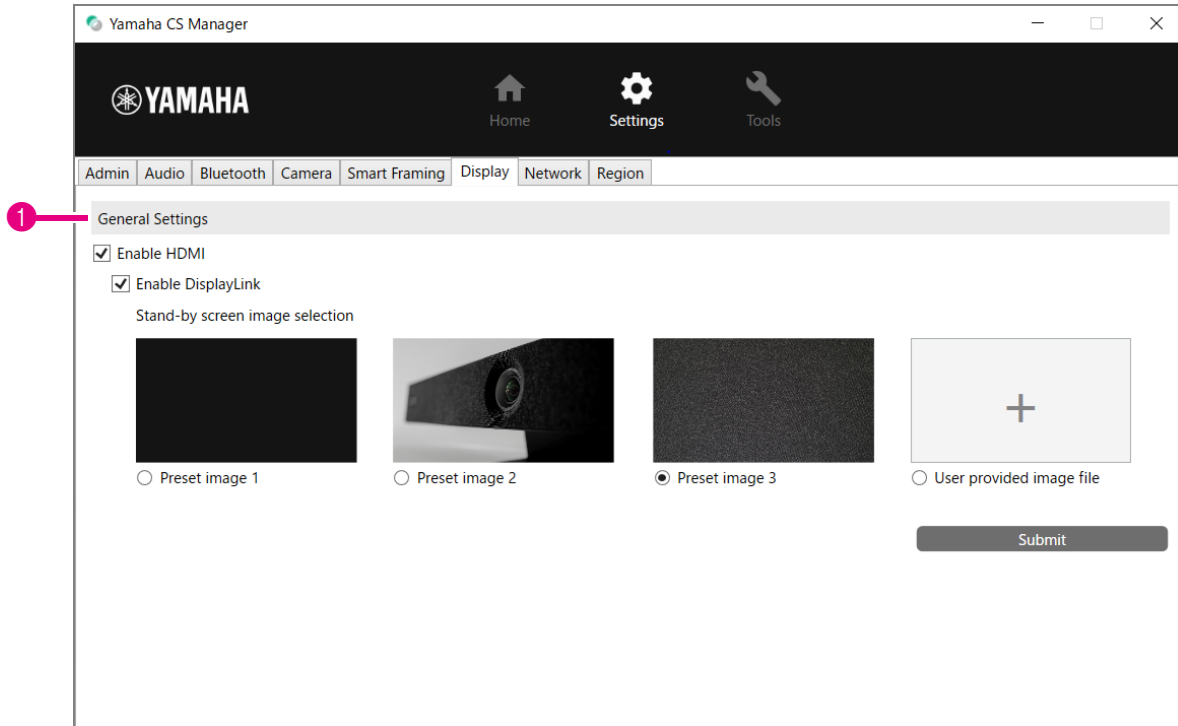 Yamaha CS Manager
YAMAHA
Home Settings Tools
Admin Audio Bluetooth Camera Smart Framing Display Network Region
1
General Settings
Enable HDMI
Enable DisplayLink
Stand-by screen image selection
Preset image 1 Preset image 2 Preset image 3 User provided image file
Submit